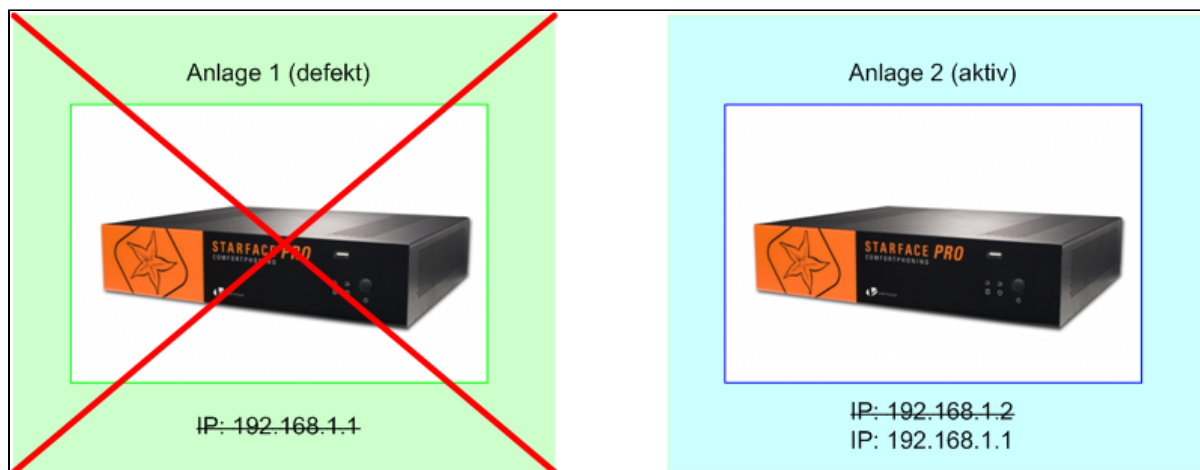 Anlage 1 (defekt)
STARFACE PRO
COMFORTPHONING
IP: 192.168.1.1
Anlage 2 (aktiv)
STARFACE PRO
COMFORTPHONING
IP: 192.168.1.2
IP: 192.168.1.1